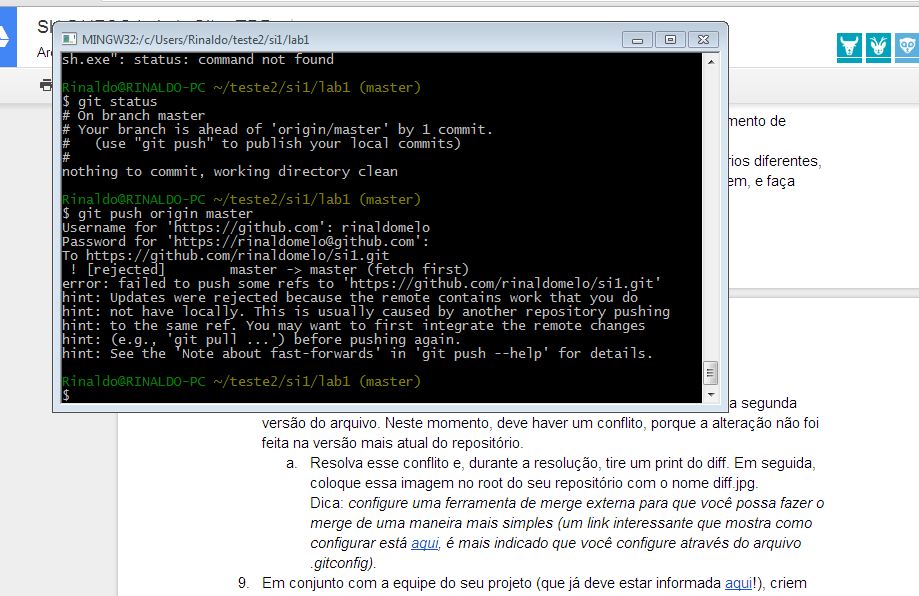 MINGW32:/c/Users/Rinaldo/teste2/si1/lab1
sh.exe": status: command not found
Rinaldo@RINALDO-PC ~/teste2/si1/lab1 (master)
$ git status
# On branch master
# Your branch is ahead of 'origin/master' by 1 commit.
#   (use "git push" to publish your local commits)
#
nothing to commit, working directory clean
Rinaldo@RINALDO-PC ~/teste2/si1/lab1 (master)
$ git push origin master
Username for 'https://github.com': rinaldomelo
Password for 'https://rinaldomelo@github.com':
To https://github.com/rinaldomelo/si1.git
 ! [rejected]        master -> master (fetch first)
error: failed to push some refs to 'https://github.com/rinaldomelo/si1.git'
hint: Updates were rejected because the remote contains work that you do
hint: not have locally. This is usually caused by another repository pushing
hint: to the same ref. You may want to first integrate the remote changes
hint: (e.g., 'git pull ...') before pushing again.
hint: See the 'Note about fast-forwards' in 'git push --help' for details.
Rinaldo@RINALDO-PC ~/teste2/si1/lab1 (master)
$
mento de
rios diferentes,
em, e faça
a segunda
versão do arquivo. Neste momento, deve haver um conflito, porque a alteração não foi
feita na versão mais atual do repositório.
a. Resolva esse conflito e, durante a resolução, tire um print do diff. Em seguida,
coloque essa imagem no root do seu repositório com o nome diff.jpg.
Dica: configure uma ferramenta de merge externa para que você possa fazer o
merge de uma maneira mais simples (um link interessante que mostra como
configurar está aqui, é mais indicado que você configure através do arquivo
.gitconfig).
9. Em conjunto com a equipe do seu projeto (que já deve estar informada aqui!), criem